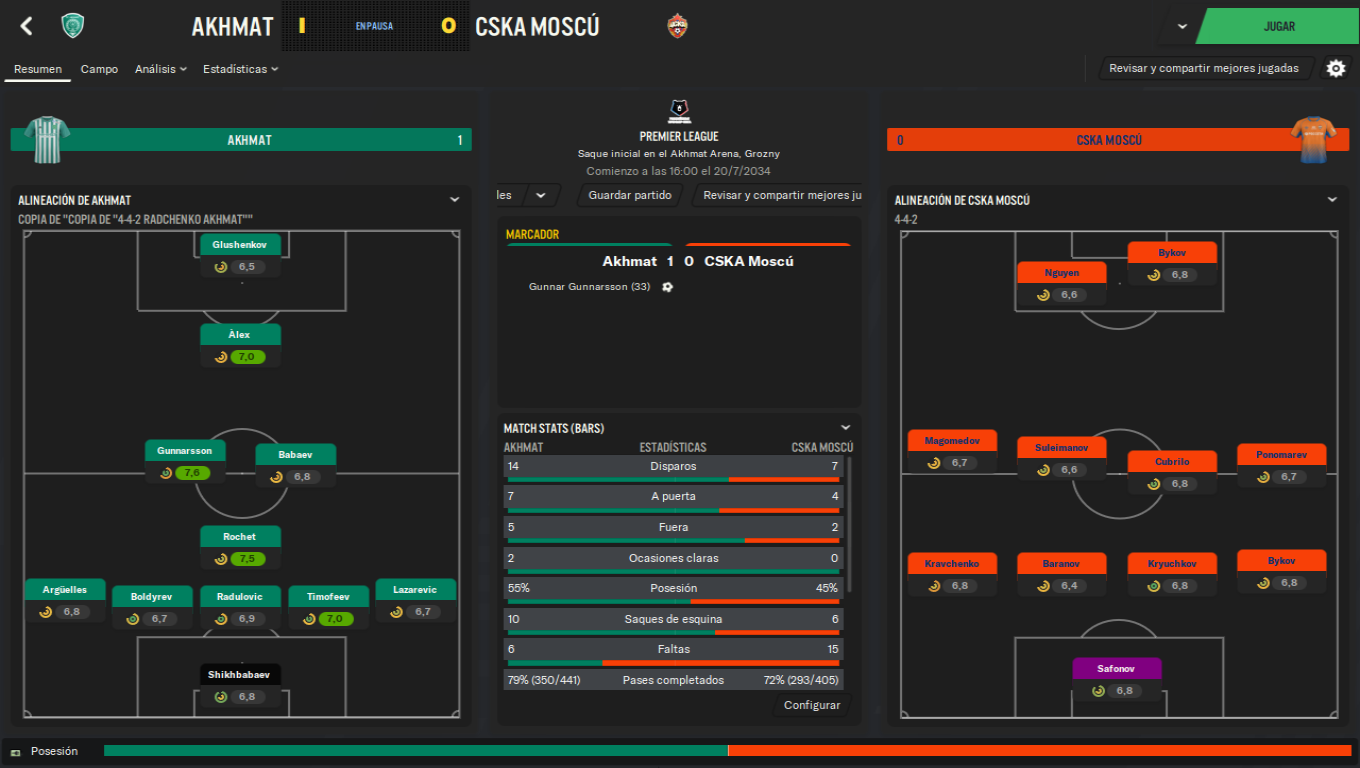 AKHMAT
1
EN PAUSA
0
CSKA MOSCÚ
JUGAR
Resumen
Campo
Análisis
Estadísticas
Revisar y compartir mejores jugadas
AKHMAT
1
ALINEACIÓN DE AKHMAT
COPIA DE "COPIA DE "4-4-2 RADCHENKO AKHMAT""
Glushenkov
6,5
Àlex
7,0
Gunnarsson
7,6
Babaev
6,8
Rochet
7,5
Argüelles
6,8
Boldyrev
6,7
Radulovic
6,9
Timofeev
7,0
Lazarevic
6,7
Shikhbabaev
6,8
PREMIER LEAGUE
Saque inicial en el Akhmat Arena, Grozny
Comienzo a las 16:00 el 20/7/2034
les
Guardar partido
Revisar y compartir mejores ju
MARCADOR
Akhmat 1 0 CSKA Moscú
Gunnar Gunnarsson (33)
MATCH STATS (BARS)
AKHMAT ESTADÍSTICAS CSKA MOSCÚ
14 Disparos 7
7 A puerta 4
5 Fuera 2
2 Ocasiones claras 0
55% Posesión 45%
10 Saques de esquina 6
6 Faltas 15
79% (350/441) Pases completados 72% (293/405)
Configurar
0
CSKA MOSCÚ
ALINEACIÓN DE CSKA MOSCÚ
4-4-2
Bykov
6,8
Nguyen
6,6
Magomedov
6,7
Suleimanov
6,6
Cubrilo
6,8
Ponomarev
6,7
Kravchenko
6,8
Baranov
6,4
Kryuchkov
6,8
Bykov
6,8
Safonov
6,8
Posesión